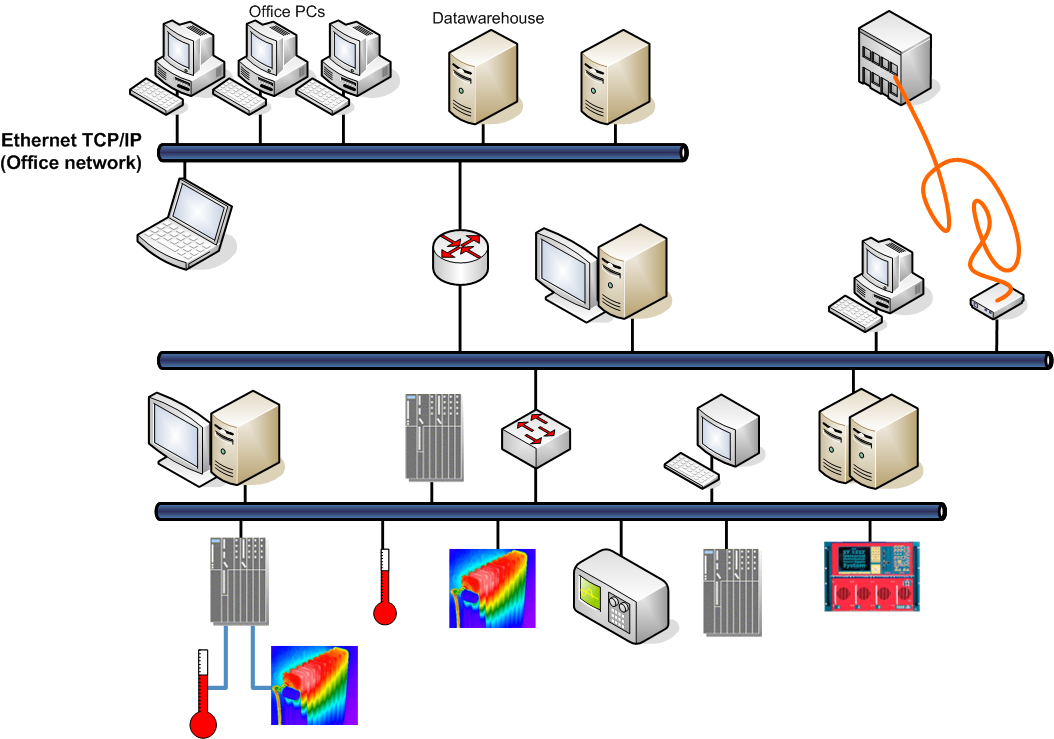 Office PCs
Datawarehouse
Ethernet TCP/IP
(Office network)